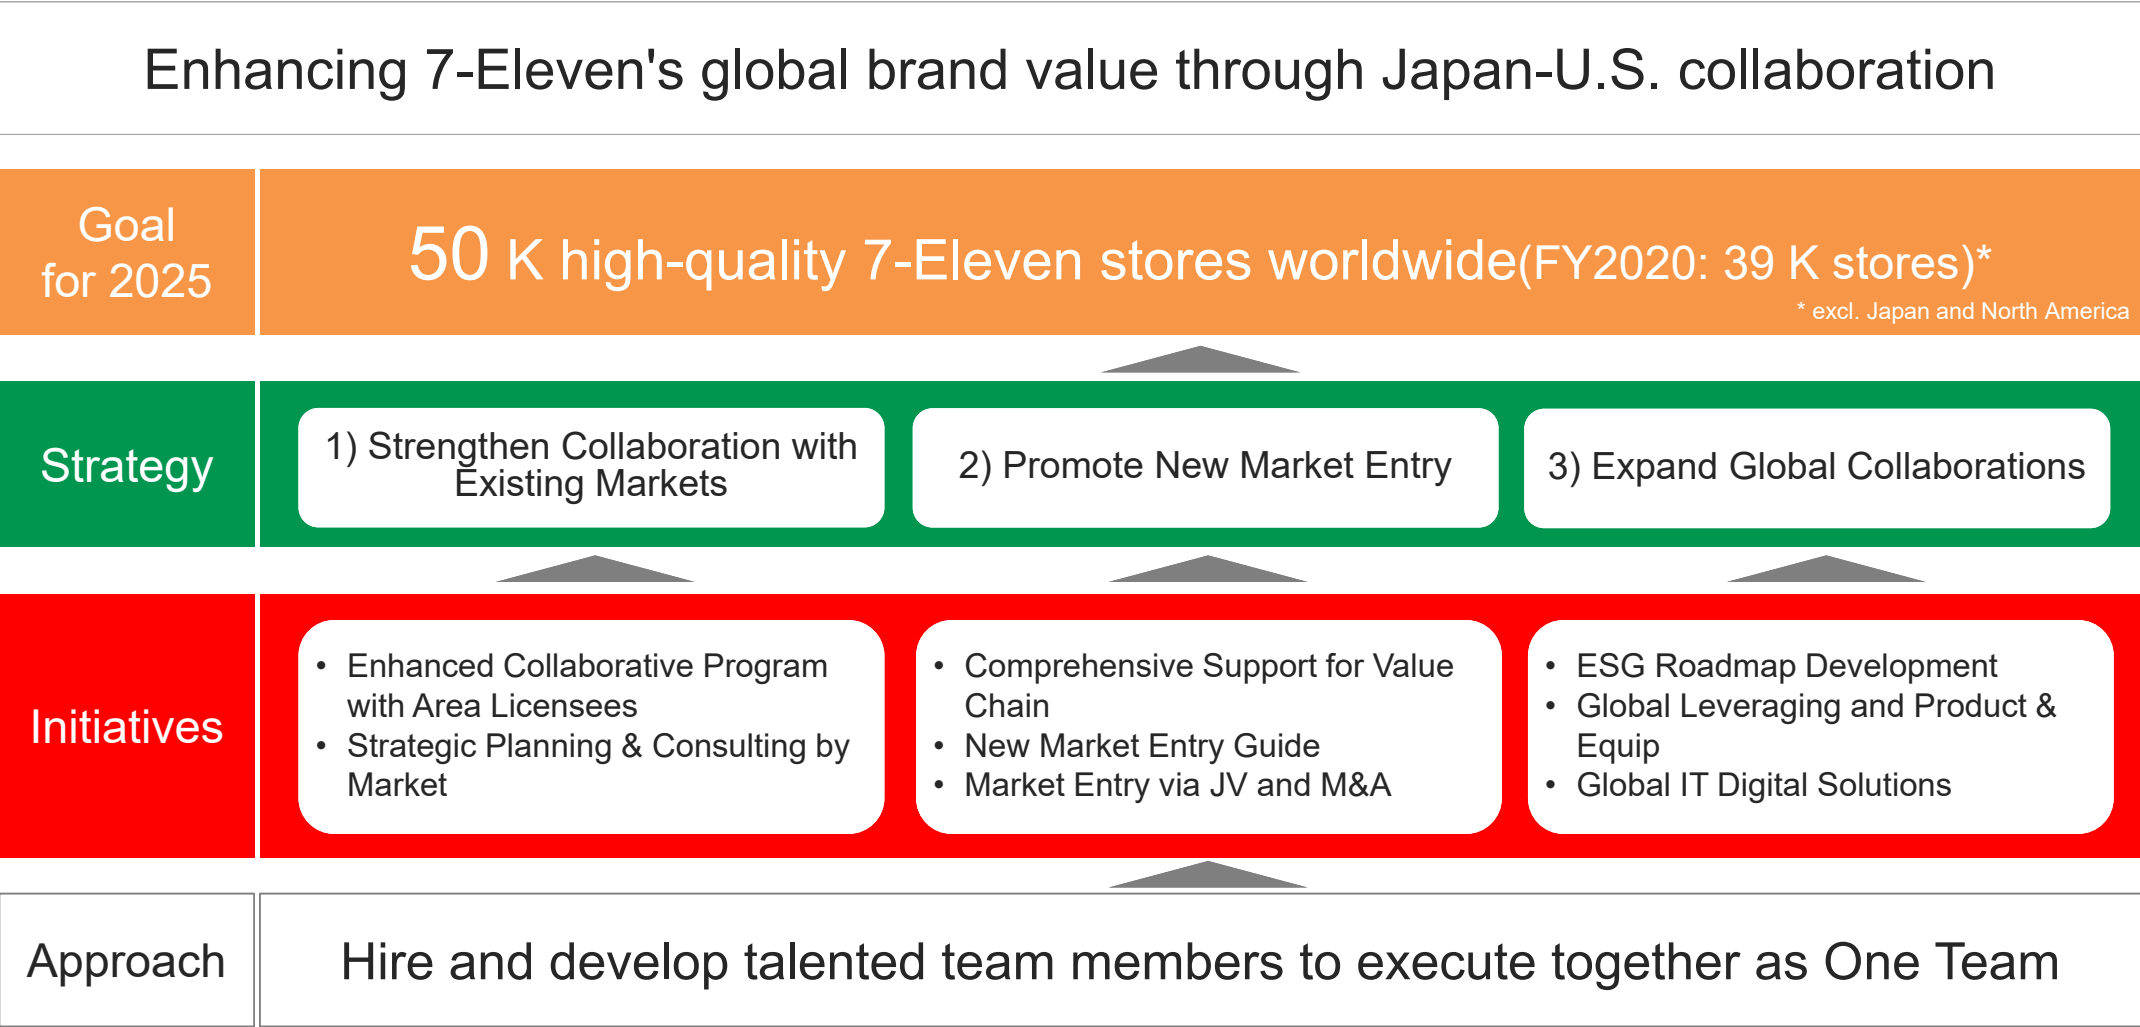 Enhancing 7-Eleven's global brand value through Japan-U.S. collaboration
Goal
for 2025
50 K high-quality 7-Eleven stores worldwide(FY2020: 39 K stores)*
* excl. Japan and North America
Strategy
1) Strengthen Collaboration with
Existing Markets
2) Promote New Market Entry
3) Expand Global Collaborations
Initiatives
• Enhanced Collaborative Program
with Area Licensees
• Strategic Planning & Consulting by
Market
• Comprehensive Support for Value
Chain
• New Market Entry Guide
• Market Entry via JV and M&A
• ESG Roadmap Development
• Global Leveraging and Product &
Equip
• Global IT Digital Solutions
Approach
Hire and develop talented team members to execute together as One Team